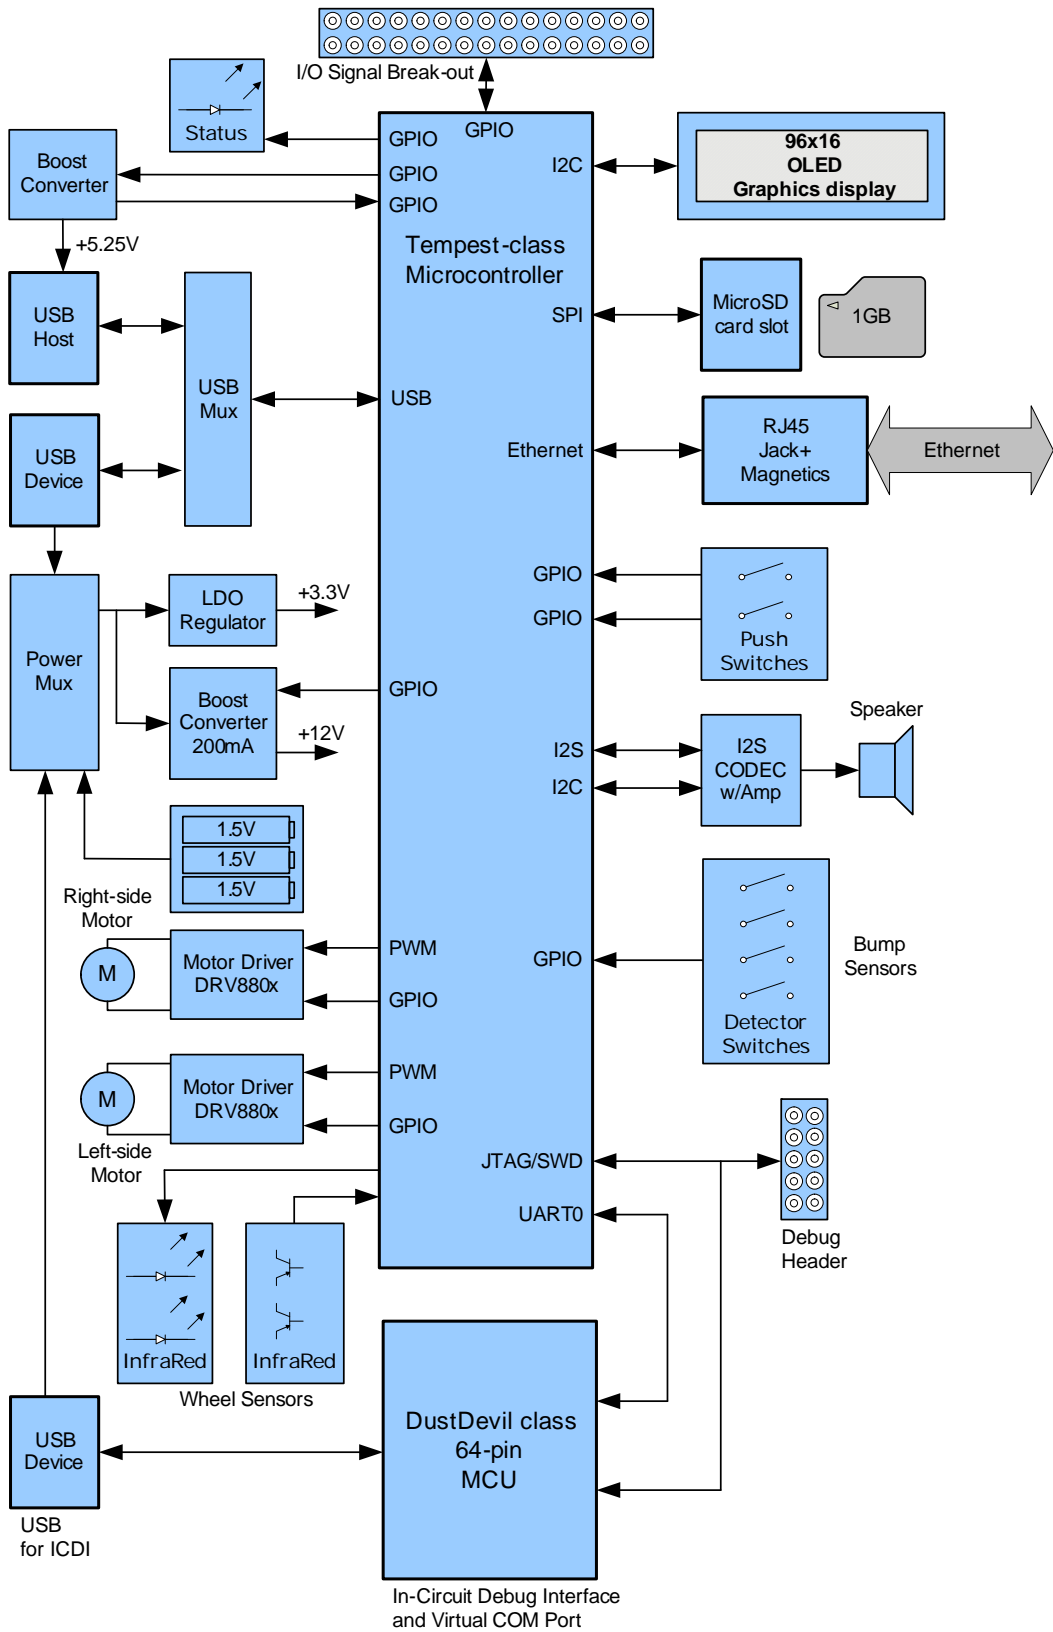 I/O Signal Break-out
Status
GPIO
GPIO
GPIO
GPIO
I2C
96x16
OLED
Graphics display
Boost
Converter
+5.25V
Tempest-class
Microcontroller
USB
Host
USB
Mux
USB
SPI
MicroSD
card slot
1GB
USB
Device
Ethernet
RJ45
Jack+
Magnetics
Ethernet
Power
Mux
LDO
Regulator
+3.3V
GPIO
GPIO
Push
Switches
Boost
Converter
200mA
+12V
GPIO
I2S
I2C
I2S
CODEC
w/Amp
Speaker
1.5V
1.5V
1.5V
Right-side
Motor
M
Motor Driver
DRV880x
PWM
GPIO
GPIO
Detector
Switches
Bump
Sensors
M
Left-side
Motor
Motor Driver
DRV880x
PWM
GPIO
JTAG/SWD
UART0
Debug
Header
InfraRed
InfraRed
Wheel Sensors
USB
Device
USB
for ICDI
DustDevil class
64-pin
MCU
In-Circuit Debug Interface
and Virtual COM Port